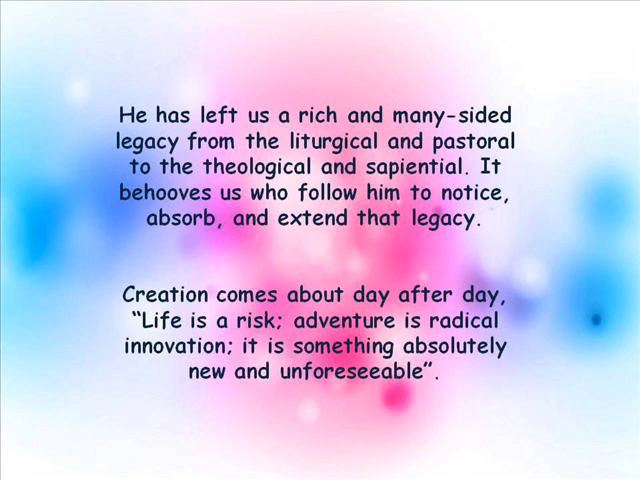 He has left us a rich and many-sided
legacy from the liturgical and pastoral
to the theological and sapiential. It
behooves us who follow him to notice,
absorb, and extend that legacy.
Creation comes about day after day,
“Life is a risk; adventure is radical
innovation; it is something absolutely
new and unforeseeable”.